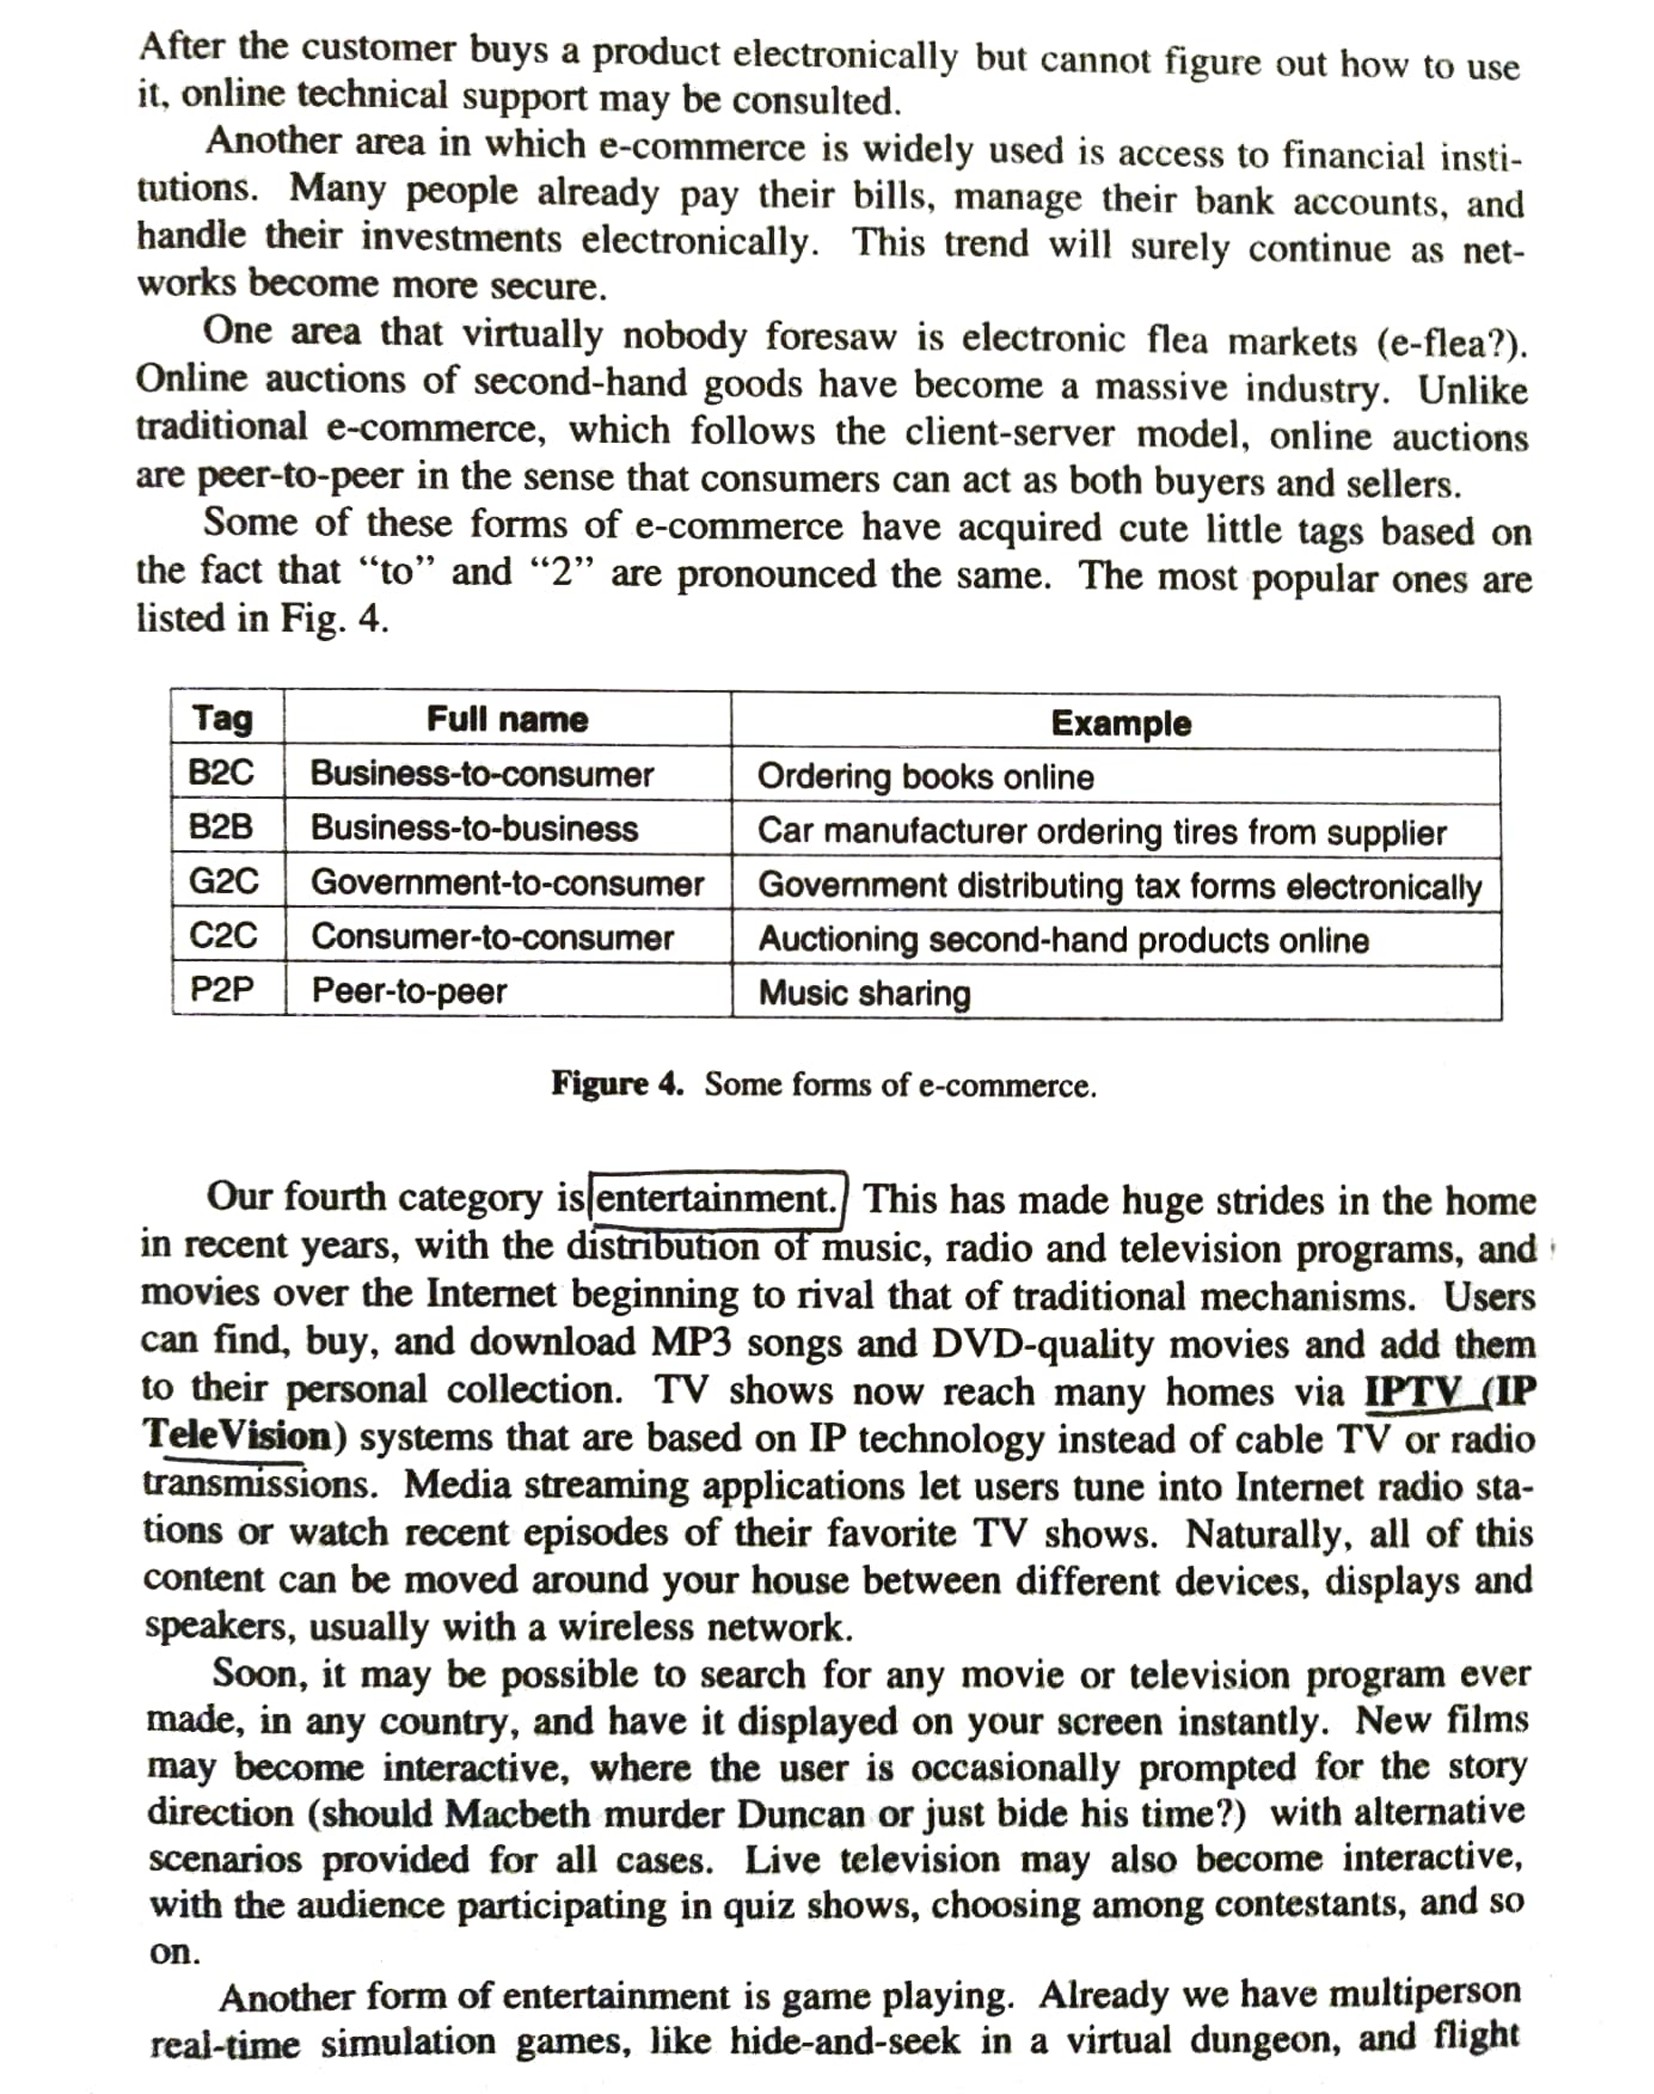 After the customer buys a product electronically but cannot figure out how to use
it, online technical support may be consulted.
Another area in which e-commerce is widely used is access to financial insti-
tutions. Many people already pay their bills, manage their bank accounts, and
handle their investments electronically. This trend will surely continue as net-
works become more secure.
One area that virtually nobody foresaw is electronic flea markets (e-flea?).
Online auctions of second-hand goods have become a massive industry. Unlike
traditional e-commerce, which follows the client-server model, online auctions
are peer-to-peer in the sense that consumers can act as both buyers and sellers.
Some of these forms of e-commerce have acquired cute little tags based on
the fact that “to” and “2” are pronounced the same. The most popular ones are
listed in Fig. 4.
Tag Full name Example
B2C Business-to-consumer Ordering books online
B2B Business-to-business Car manufacturer ordering tires from supplier
G2C Government-to-consumer Government distributing tax forms electronically
C2C Consumer-to-consumer Auctioning second-hand products online
P2P Peer-to-peer Music sharing
Figure 4. Some forms of e-commerce.
Our fourth category is entertainment. This has made huge strides in the home
in recent years, with the distribution of music, radio and television programs, and
movies over the Internet beginning to rival that of traditional mechanisms. Users
can find, buy, and download MP3 songs and DVD-quality movies and add them
to their personal collection. TV shows now reach many homes via IPTV (IP
TeleVision) systems that are based on IP technology instead of cable TV or radio
transmissions. Media streaming applications let users tune into Internet radio sta-
tions or watch recent episodes of their favorite TV shows. Naturally, all of this
content can be moved around your house between different devices, displays and
speakers, usually with a wireless network.
Soon, it may be possible to search for any movie or television program ever
made, in any country, and have it displayed on your screen instantly. New films
may become interactive, where the user is occasionally prompted for the story
direction (should Macbeth murder Duncan or just bide his time?) with alternative
scenarios provided for all cases. Live television may also become interactive,
with the audience participating in quiz shows, choosing among contestants, and so
on.
Another form of entertainment is game playing. Already we have multiperson
real-time simulation games, like hide-and-seek in a virtual dungeon, and flight